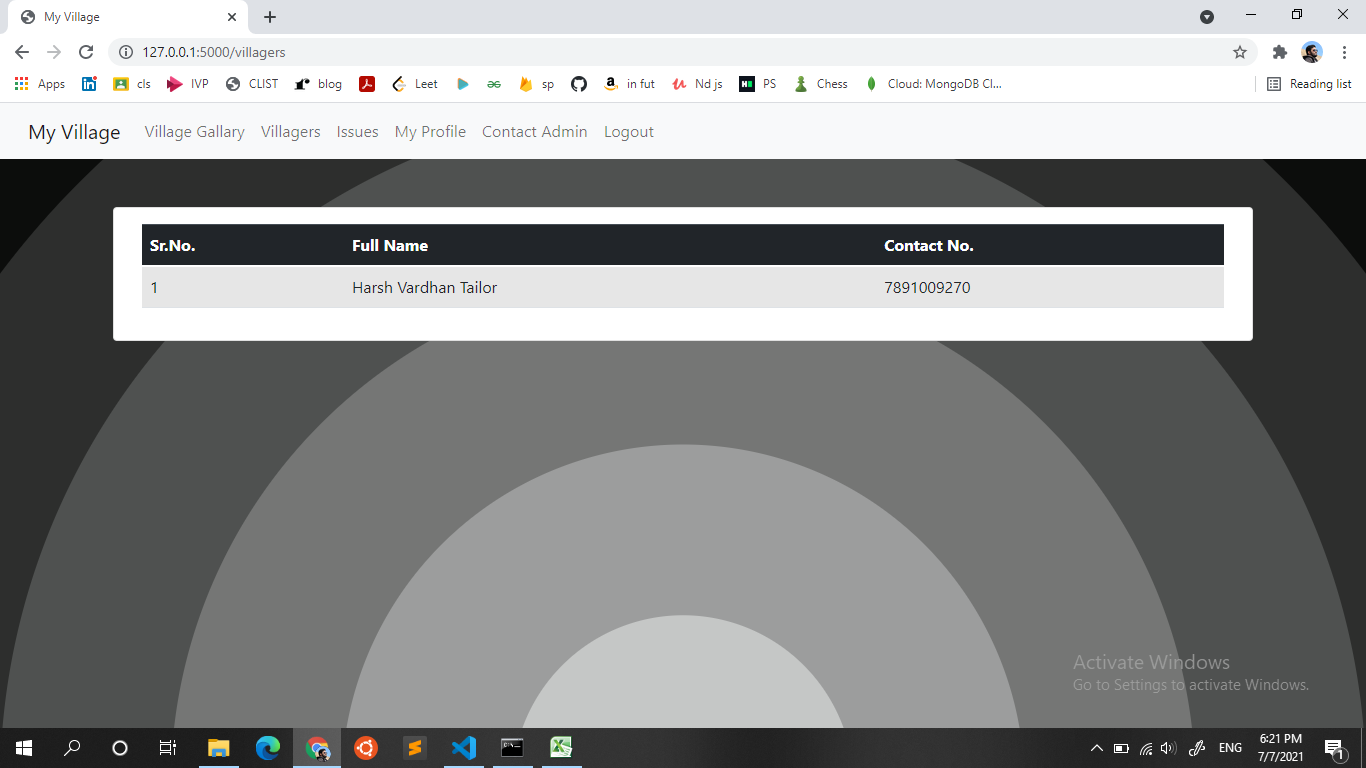 My Village
127.0.0.1:5000/villagers
Apps cls IVP CLIST blog Leet sp in fut Nd js PS Chess Cloud: MongoDB Cl... Reading list
My Village Village Gallary Villagers Issues My Profile Contact Admin Logout
Sr.No. Full Name Contact No.
1 Harsh Vardhan Tailor 7891009270
Activate Windows
Go to Settings to activate Windows.
ENG 6:21 PM
7/7/2021 1